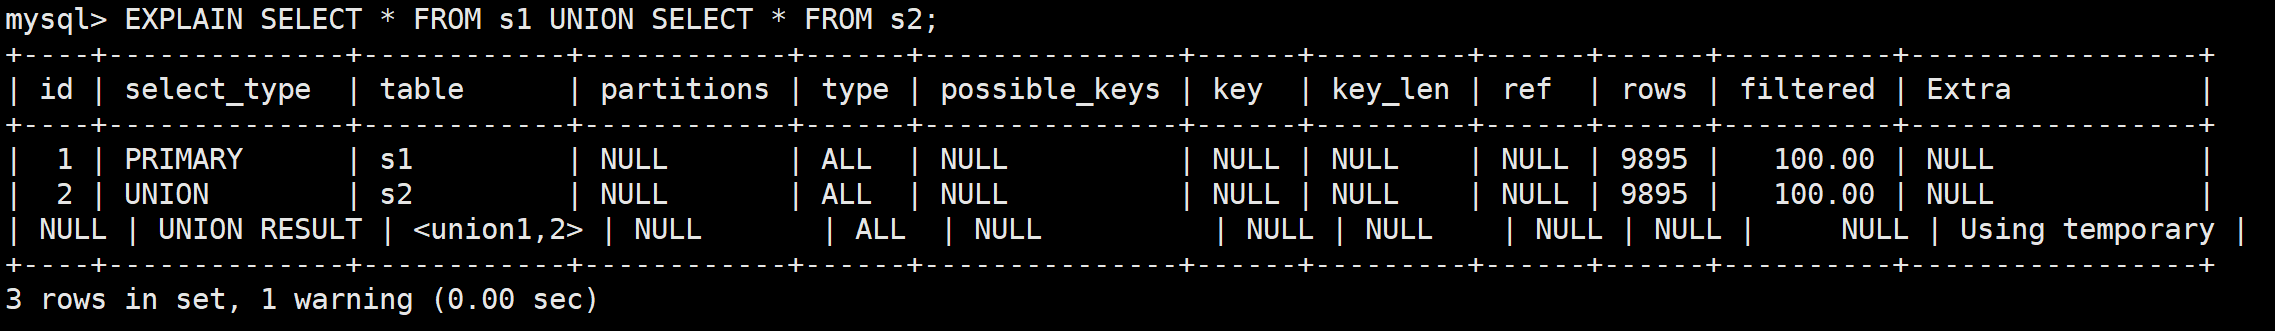 mysql> EXPLAIN SELECT * FROM s1 UNION SELECT * FROM s2;
+----+--------------+------------+------------+------+---------------+------+---------+------+------+----------+-----------------+
| id | select_type  | table      | partitions | type | possible_keys | key  | key_len | ref  | rows | filtered | Extra           |
+----+--------------+------------+------------+------+---------------+------+---------+------+------+----------+-----------------+
|  1 | PRIMARY      | s1         | NULL       | ALL  | NULL          | NULL | NULL    | NULL | 9895 |   100.00 | NULL            |
|  2 | UNION        | s2         | NULL       | ALL  | NULL          | NULL | NULL    | NULL | 9895 |   100.00 | NULL            |
| NULL | UNION RESULT | <union1,2> | NULL       | ALL  | NULL          | NULL | NULL    | NULL | NULL |     NULL | Using temporary |
+----+--------------+------------+------------+------+---------------+------+---------+------+------+----------+-----------------+
3 rows in set, 1 warning (0.00 sec)